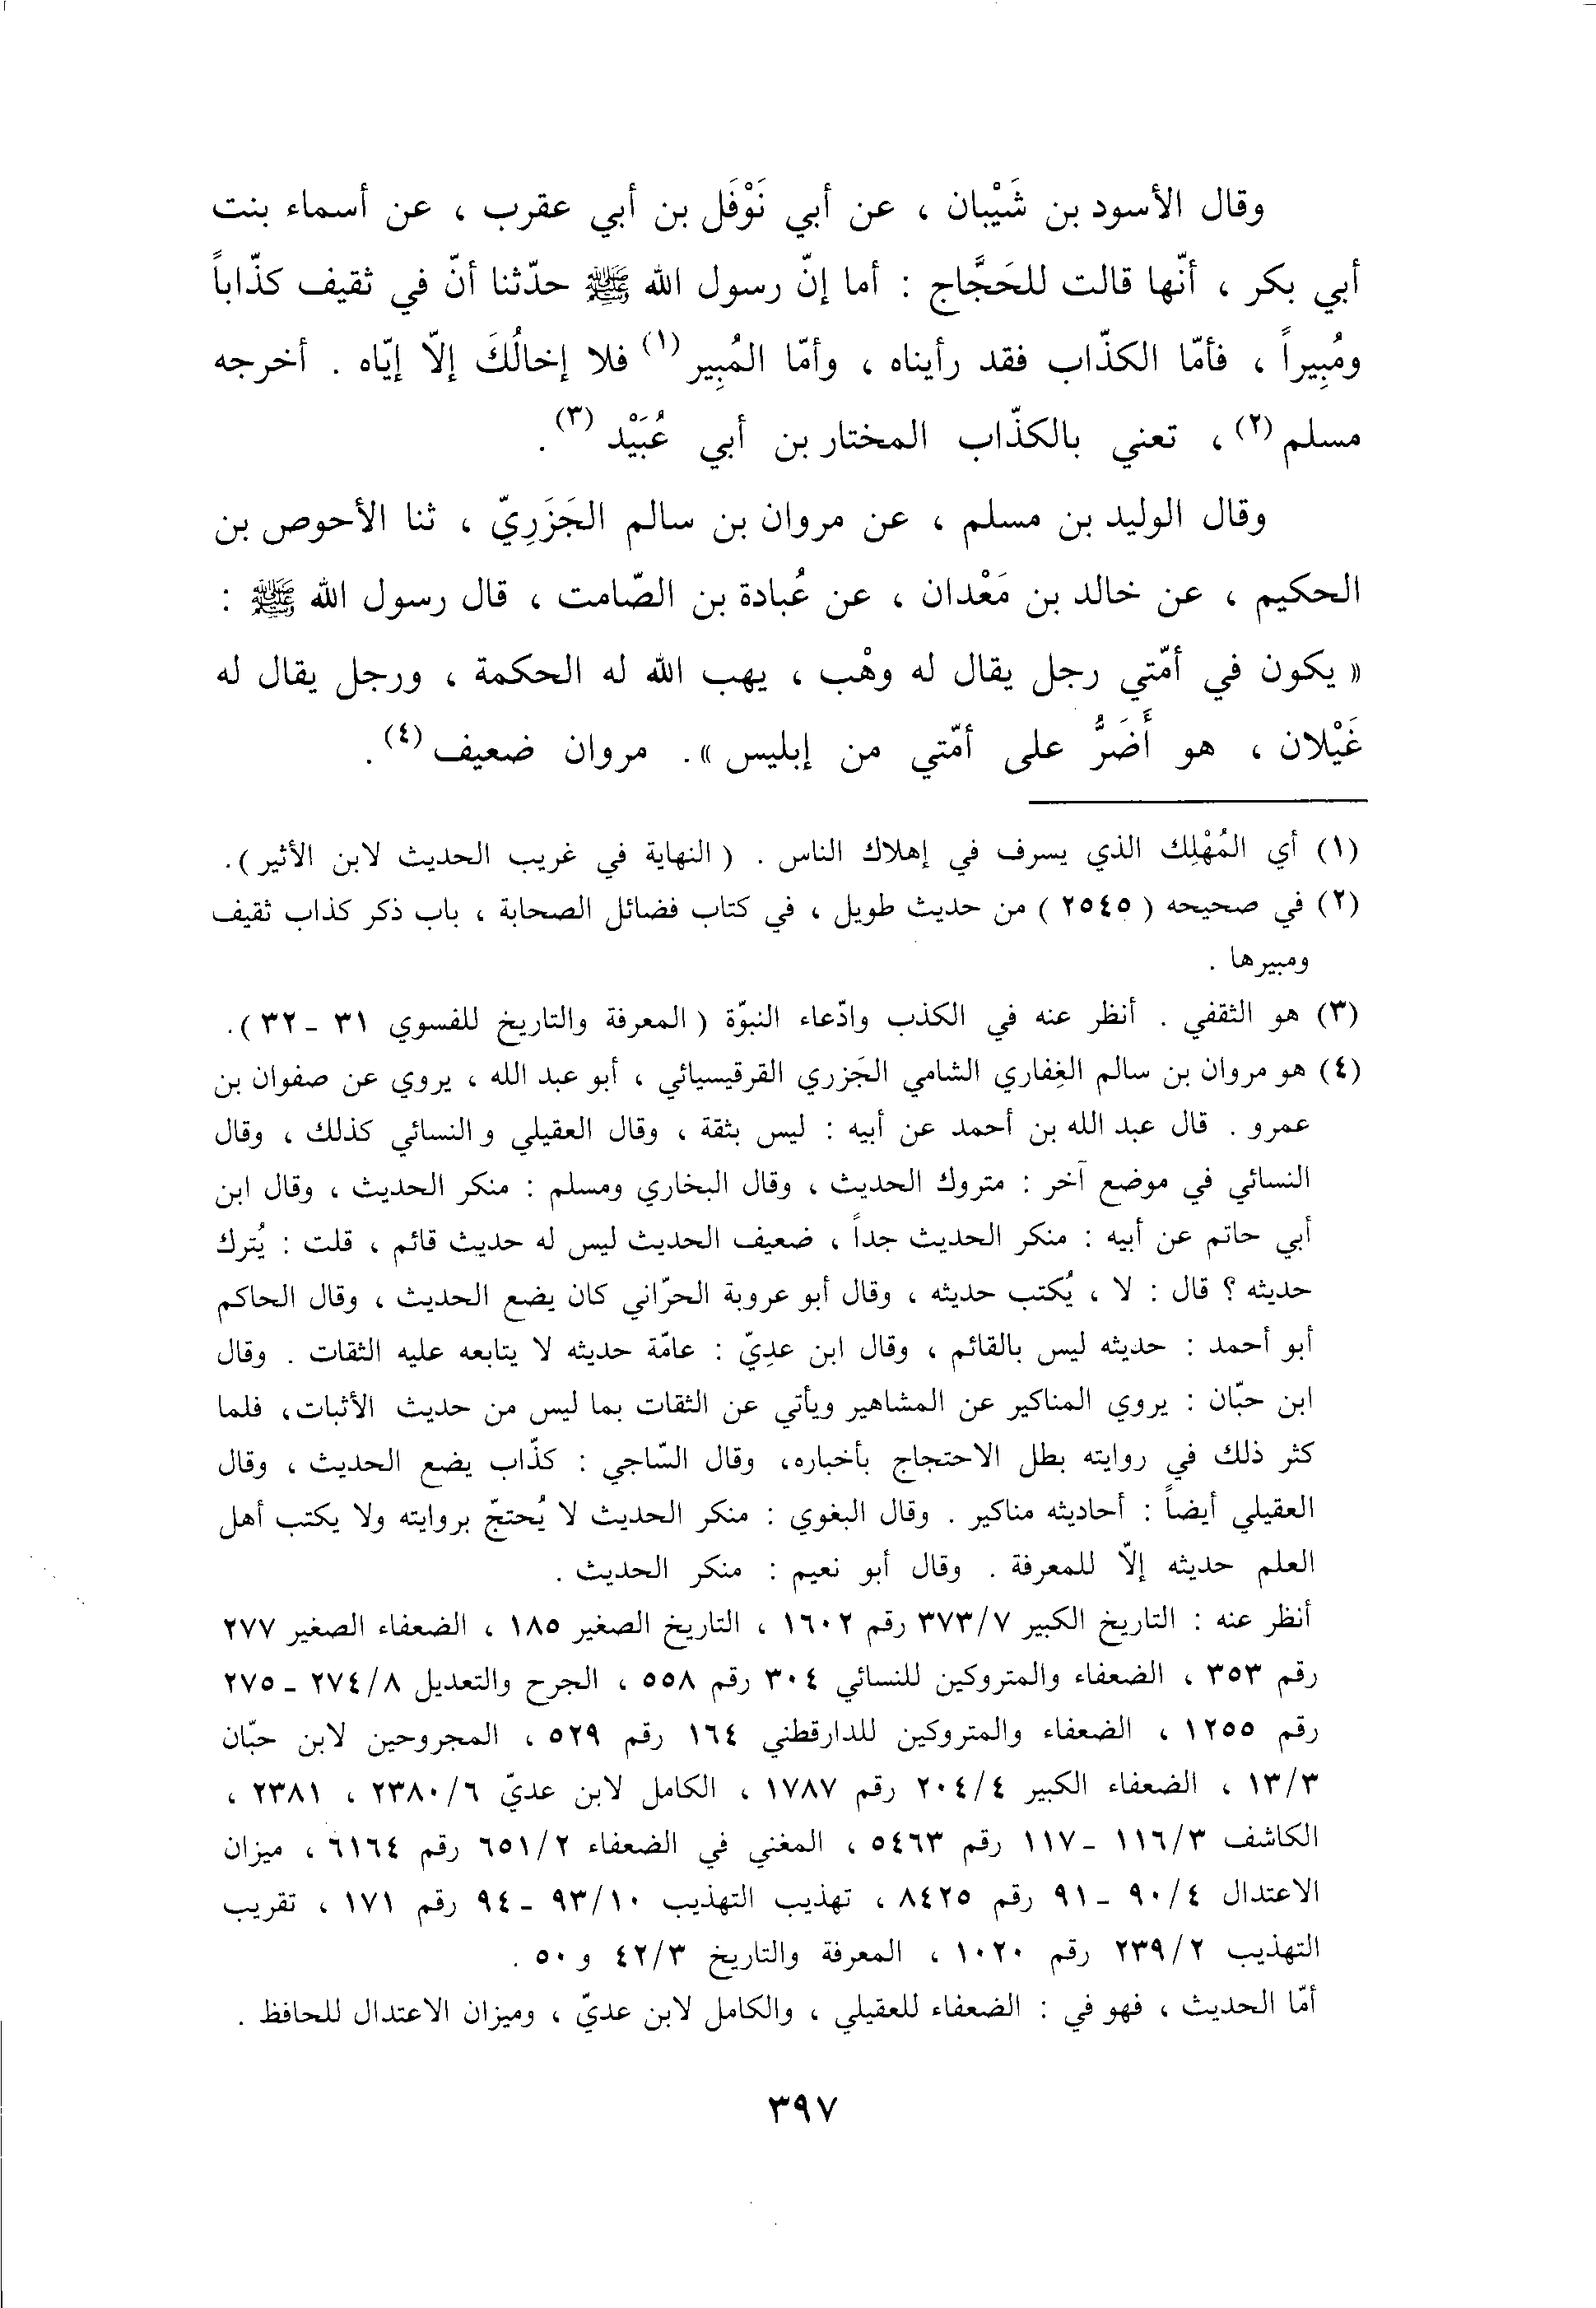 وقال الأسود بن شَيْبان ، عن أبي نَوْفَل بن أبي عقرب ، عن أسماء بنت
أبي بكر ، أنّها قالت للحَجَّاج : أما إنّ رسول الله ﷺ حدّثنا أنّ في ثقيف كذّاباً
ومُبِيراً ، فأمّا الكذّاب فقد رأيناه ، وأمّا المُبِير (١) فلا إخالُكَ إلّا إيّاه . أخرجه
مسلم (٢) ، تعني بالكذّاب المختار بن أبي عُبَيْد (٣) .
وقال الوليد بن مسلم ، عن مروان بن سالم الجَزَرِيّ ، ثنا الأحوص بن
الحكيم ، عن خالد بن مَعْدان ، عن عُبادة بن الصّامت ، قال رسول الله ﷺ :
« يكون في أمّتي رجل يقال له وهْب ، يهب الله له الحكمة ، ورجل يقال له
غَيْلان ، هو أَضَرُّ على أمّتي من إبليس » . مروان ضعيف (٤) .
(١) أي المُهْلِك الذي يسرف في إهلاك الناس . ( النهاية في غريب الحديث لابن الأثير ) .
(٢) في صحيحه ( ٢٥٤٥ ) من حديث طويل ، في كتاب فضائل الصحابة ، باب ذكر كذاب ثقيف
ومبيرها .
(٣) هو الثقفي . أنظر عنه في الكذب وادّعاء النبوّة ( المعرفة والتاريخ للفسوي ٣١ - ٣٢ ) .
(٤) هو مروان بن سالم الغِفاري الشامي الجَزري القرقيسيائي ، أبو عبد الله ، يروي عن صفوان بن
عمرو . قال عبد الله بن أحمد عن أبيه : ليس بثقة ، وقال العقيلي و النسائي كذلك ، وقال
النسائي في موضع آخر : متروك الحديث ، وقال البخاري ومسلم : منكر الحديث ، وقال ابن
أبي حاتم عن أبيه : منكر الحديث جداً ، ضعيف الحديث ليس له حديث قائم ، قلت : يُترك
حديثه ؟ قال : لا ، يُكتب حديثه ، وقال أبو عروبة الحرّاني كان يضع الحديث ، وقال الحاكم
أبو أحمد : حديثه ليس بالقائم ، وقال ابن عدِيّ : عامّة حديثه لا يتابعه عليه الثقات . وقال
ابن حبّان : يروي المناكير عن المشاهير ويأتي عن الثقات بما ليس من حديث الأثبات، فلما
كثر ذلك في روايته بطل الاحتجاج بأخباره، وقال السّاجي : كذّاب يضع الحديث ، وقال
العقيلي أيضاً : أحاديثه مناكير . وقال البغوي : منكر الحديث لا يُحتجّ بروايته ولا يكتب أهل
العلم حديثه إلّا للمعرفة . وقال أبو نعيم : منكر الحديث .
أنظر عنه : التاريخ الكبير ٣٧٣/٧ رقم ١٦٠٢ ، التاريخ الصغير ١٨٥ ، الضعفاء الصغير ٢٧٧
رقم ٣٥٣ ، الضعفاء والمتروكين للنسائي ٣٠٤ رقم ٥٥٨ ، الجرح والتعديل ٢٧٤/٨ - ٢٧٥
رقم ١٢٥٥ ، الضعفاء والمتروكين للدارقطني ١٦٤ رقم ٥٢٩ ، المجروحين لابن حبّان
١٣/٣ ، الضعفاء الكبير ٢٠٤/٤ رقم ١٧٨٧ ، الكامل لابن عديّ ٢٣٨٠/٦ ، ٢٣٨١ ،
الكاشف ١١٦/٣ - ١١٧ رقم ٥٤٦٣ ، المغني في الضعفاء ٦٥١/٢ رقم ٦١٦٤ ، ميزان
الاعتدال ٩٠/٤ - ٩١ رقم ٨٤٢٥ ، تهذيب التهذيب ٩٣/١٠ - ٩٤ رقم ١٧١ ، تقريب
التهذيب ٢٣٩/٢ رقم ١٠٢٠ ، المعرفة والتاريخ ٤٢/٣ و ٥٠ .
أمّا الحديث ، فهو في : الضعفاء للعقيلي ، والكامل لابن عديّ ، وميزان الاعتدال للحافظ .
٣٩٧